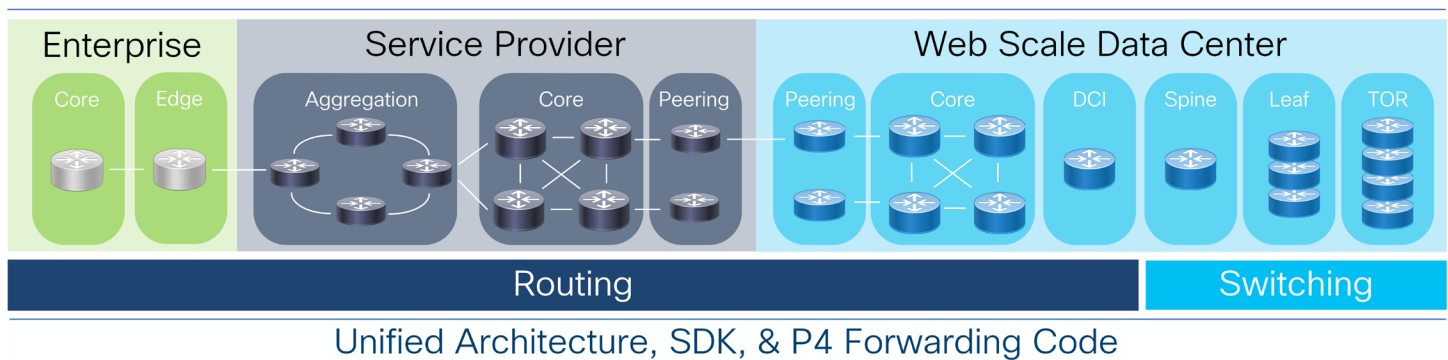 Enterprise
Service Provider
Web Scale Data Center
Core
Edge
Aggregation
Core
Peering
Peering
Core
DCI
Spine
Leaf
TOR
Routing
Switching
Unified Architecture, SDK, & P4 Forwarding Code